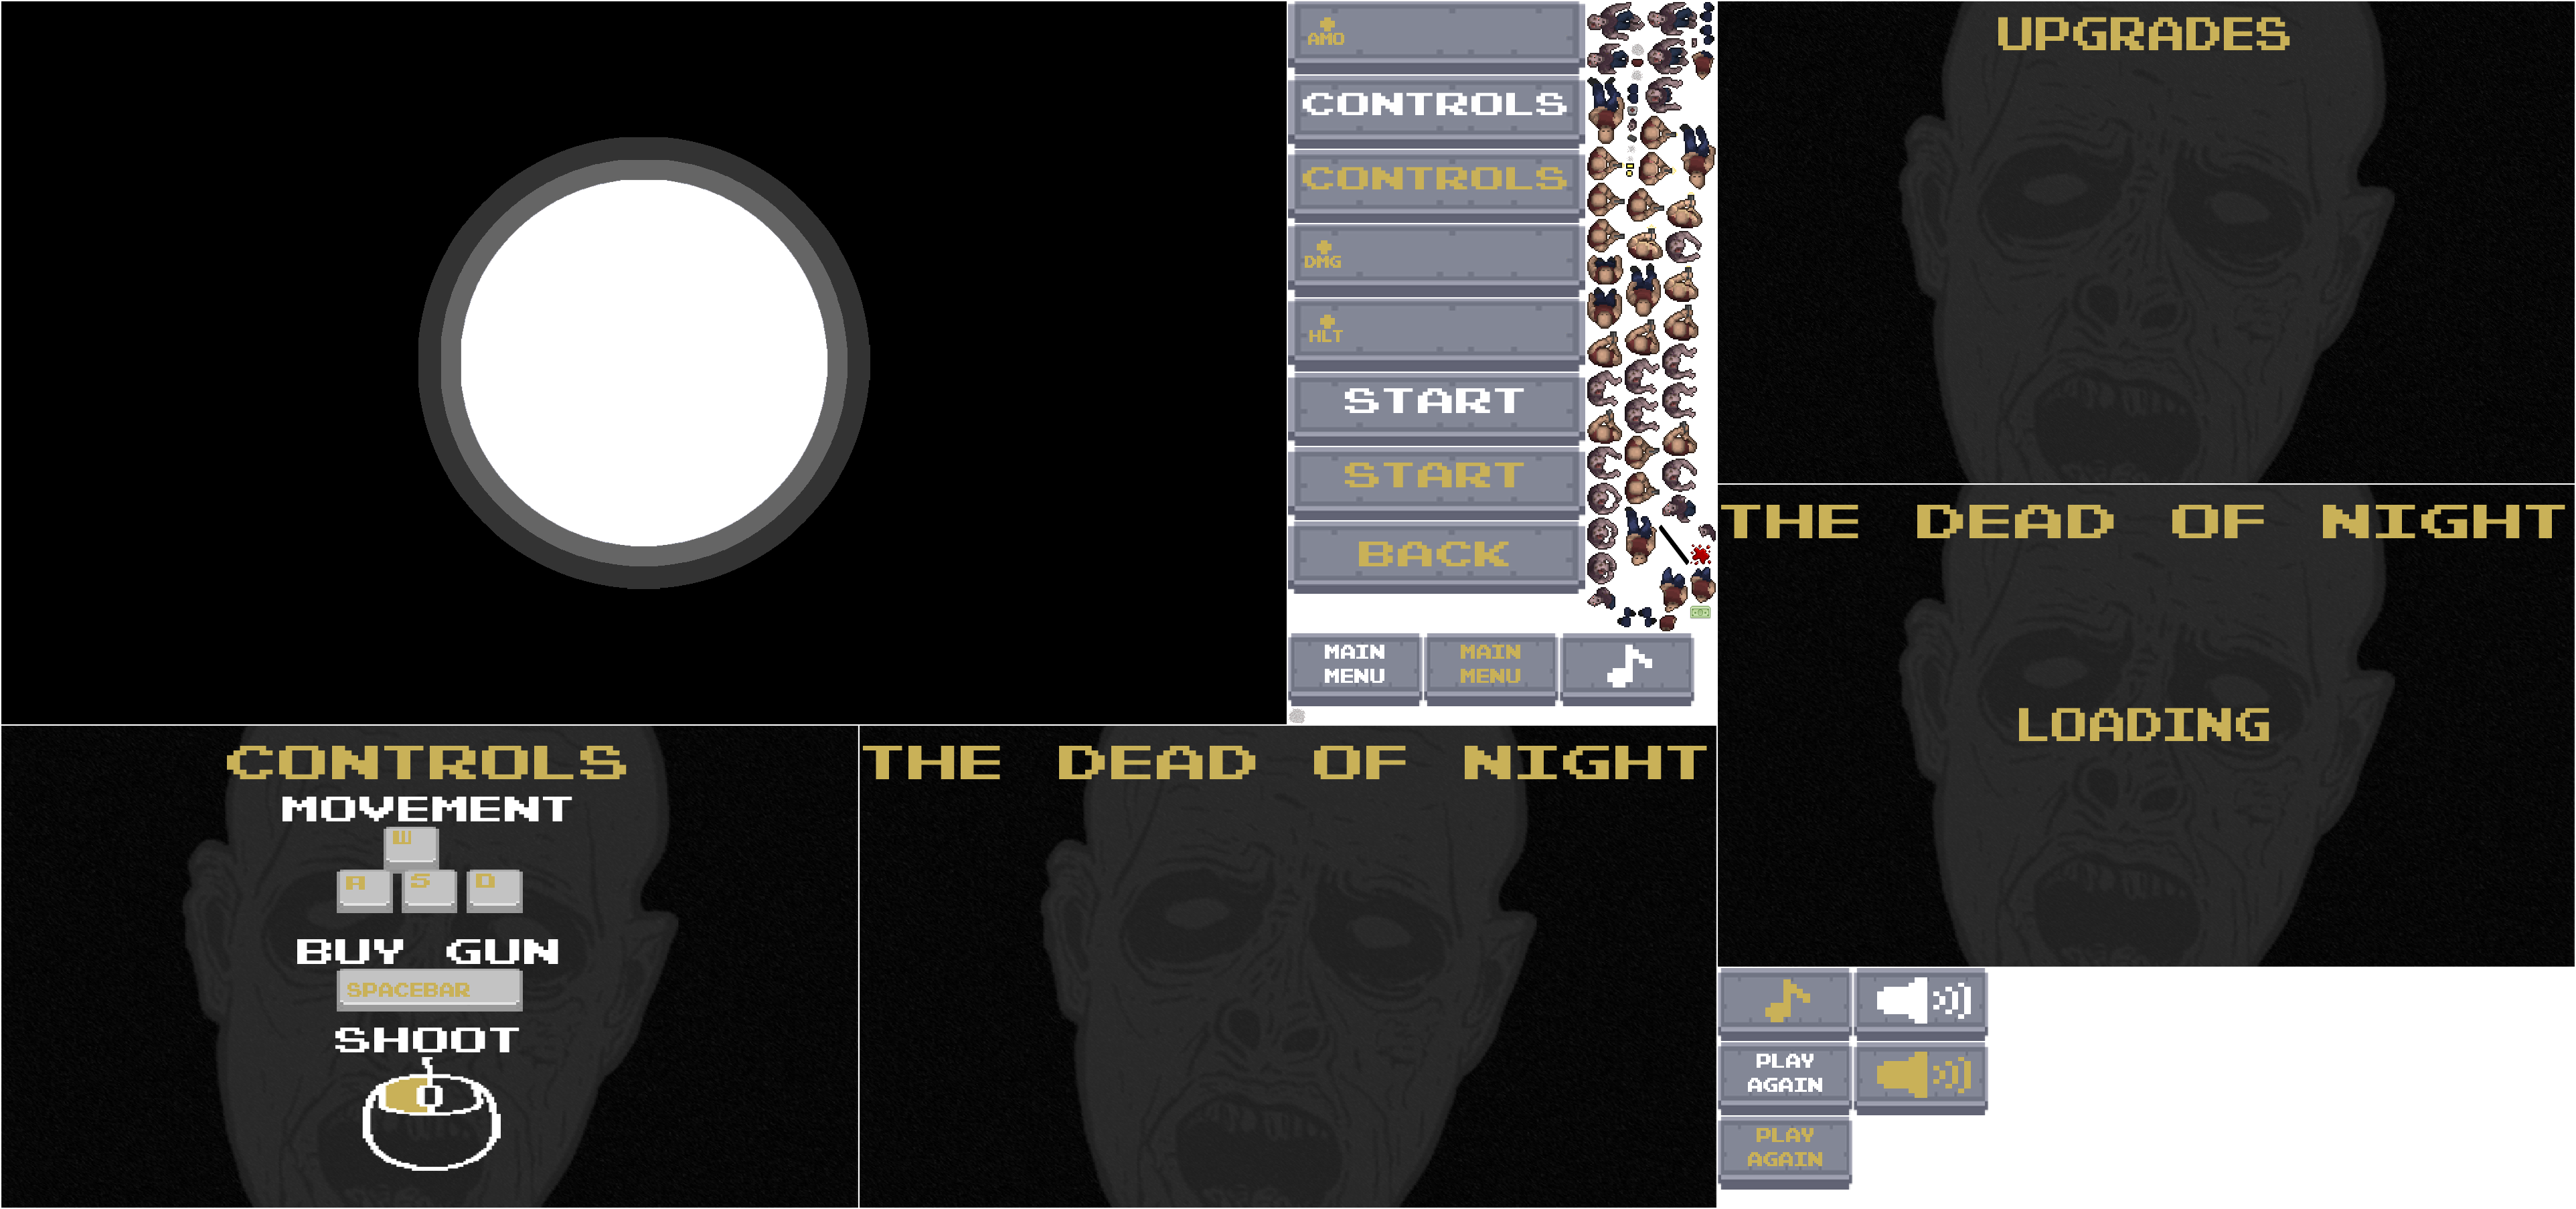 AMO
CONTROLS
CONTROLS
DMG
HLT
START
START
BACK
MAIN
MENU
MAIN
MENU
UPGRADES
THE DEAD OF NIGHT
LOADING
CONTROLS
MOVEMENT
W
A S D
BUY GUN
SPACEBAR
SHOOT
THE DEAD OF NIGHT
PLAY
AGAIN
PLAY
AGAIN